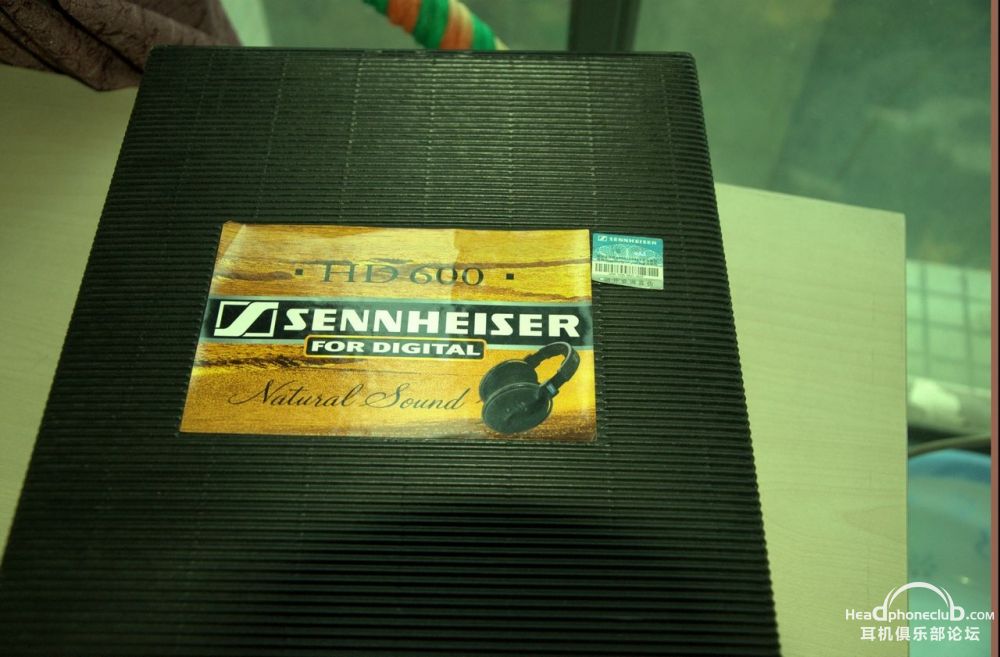 · HD 600 ·
SENNHEISER
FOR DIGITAL
Natural Sound
SENNHEISER
Headphoneclub.com
耳机俱乐部论坛